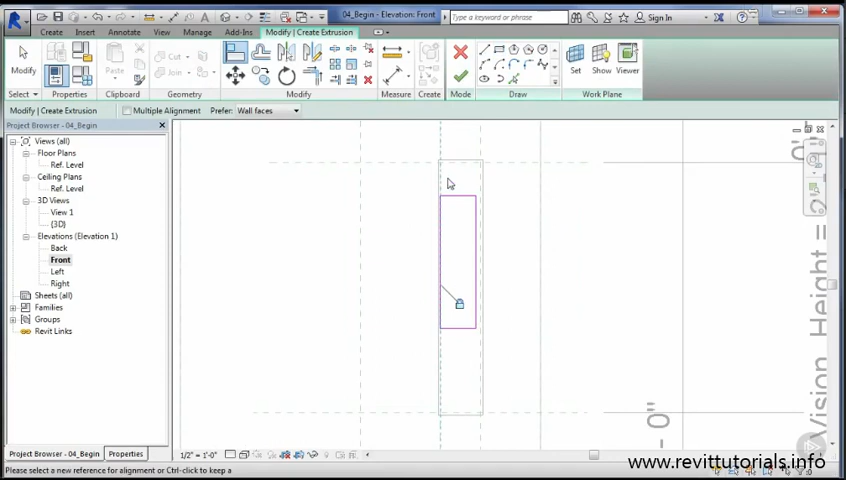 04_Begin - Elevation: Front
Type a keyword or phrase
Sign In
Create
Insert
Annotate
View
Manage
Add-Ins
Modify | Create Extrusion
Modify
Paste
Cut
Join
Create
Set
Show
Viewer
Select
Properties
Clipboard
Geometry
Modify
Measure
Create
Mode
Draw
Work Plane
Modify | Create Extrusion
Multiple Alignment
Prefer:
Wall faces
Project Browser - 04_Begin
Views (all)
Floor Plans
Ref. Level
Ceiling Plans
Ref. Level
3D Views
View 1
{3D}
Elevations (Elevation 1)
Back
Front
Left
Right
Sheets (all)
Families
Groups
Revit Links
Vision_Height = 2'
- 0"
Project Browser - 04_Begin
Properties
1/2" = 1'-0"
Please select a new reference for alignment or Ctrl-click to keep a
:0
www.revittutorials.info